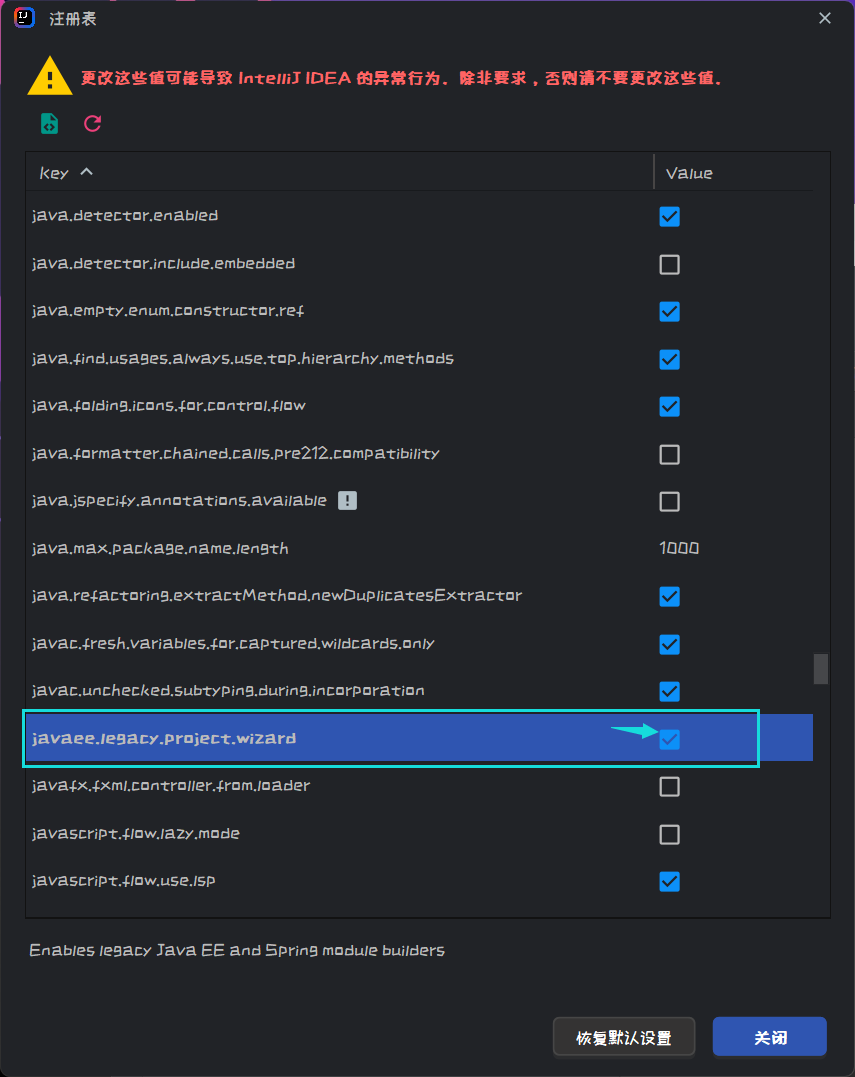 注册表
更改这些值可能导致 IntelliJ IDEA 的异常行为。除非要求，否则请不要更改这些值。
Key Value
java.detector.enabled
java.detector.include.embedded
java.empty.enum.constructor.ref
java.find.usages.always.use.top.hierarchy.methods
java.folding.icons.for.control.flow
java.formatter.chained.calls.pre212.compatibility
java.jspecify.annotations.available !
java.max.package.name.length 1000
java.refactoring.extractMethod.newDuplicatesExtractor
javac.fresh.variables.for.captured.wildcards.only
javac.unchecked.subtyping.during.incorporation
javaee.legacy.project.wizard
javafx.fxml.controller.from.loader
javascript.flow.lazy.mode
javascript.flow.use.lsp
Enables legacy Java EE and Spring module builders
恢复默认设置 关闭